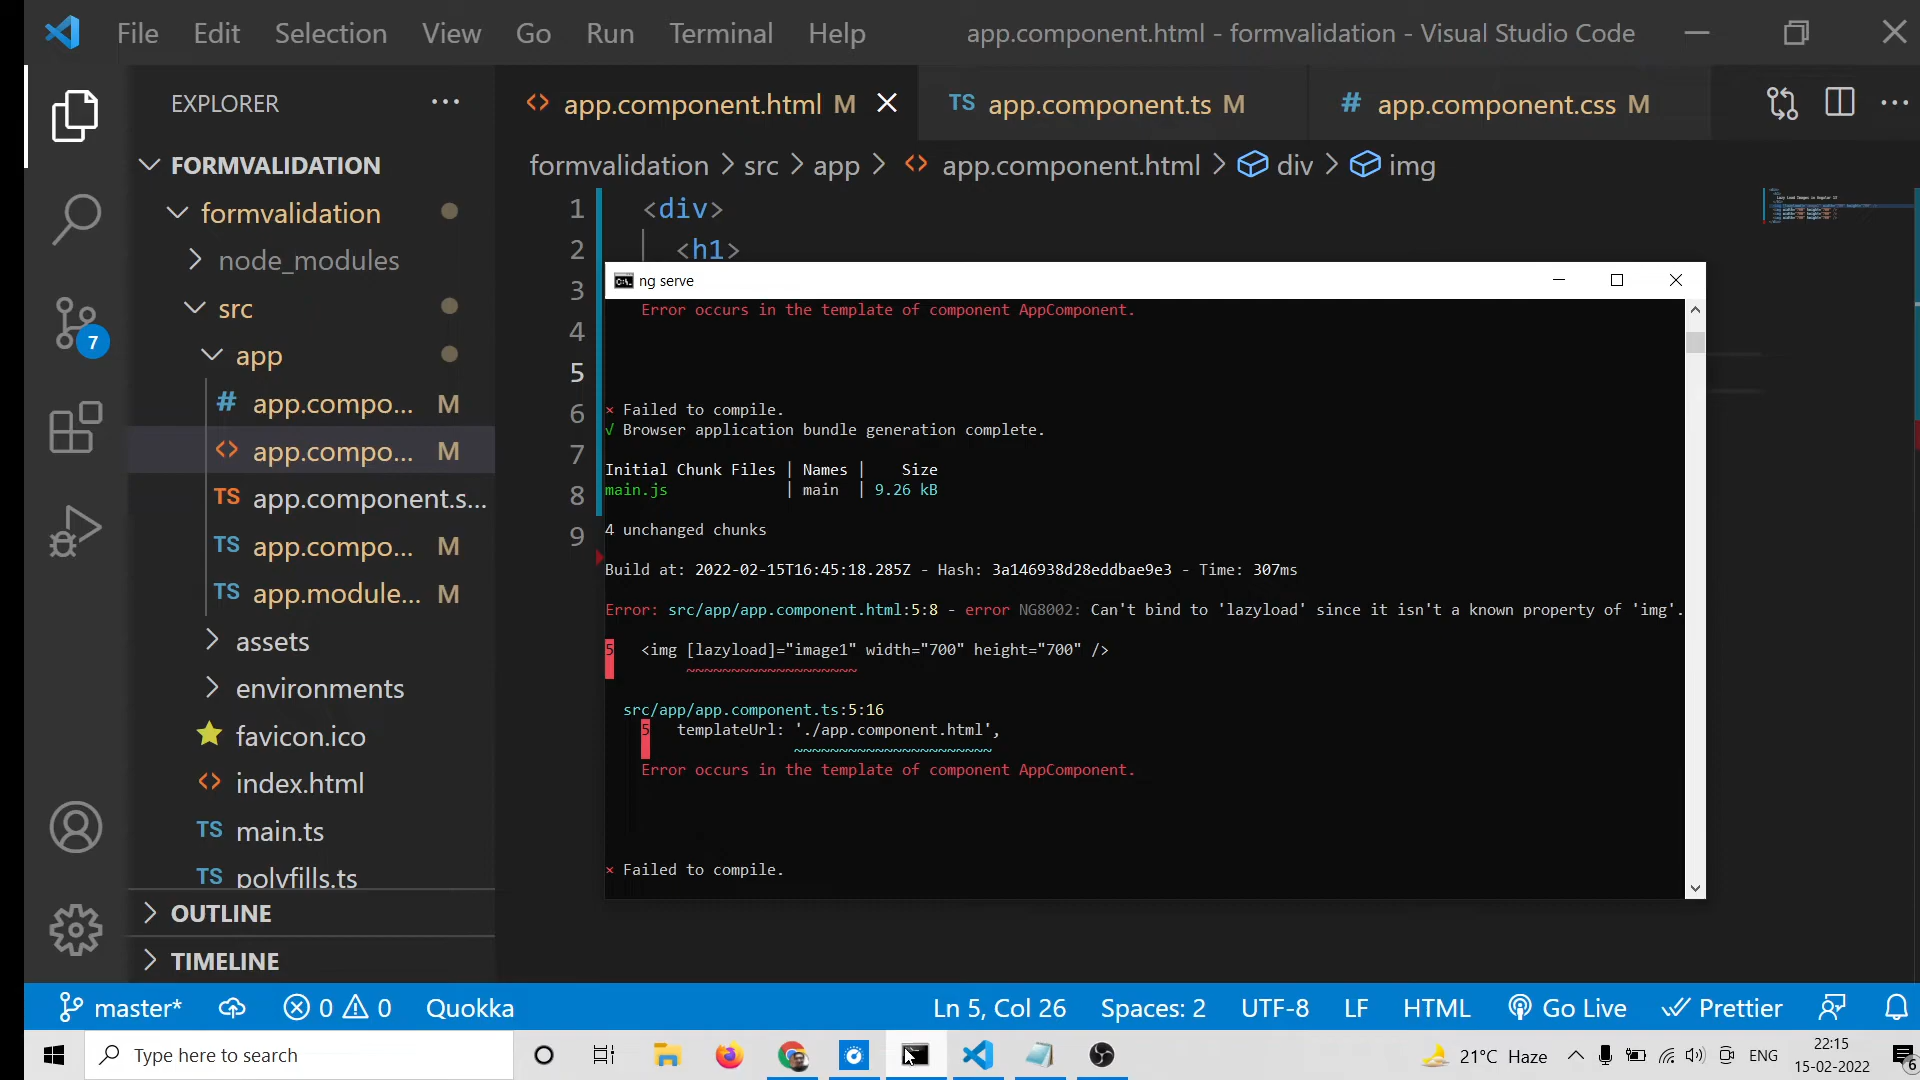 File Edit Selection View Go Run Terminal Help app.component.html - formvalidation - Visual Studio Code
EXPLORER
app.component.html M
TS app.component.ts M
# app.component.css M
FORMVALIDATION
formvalidation > src > app > app.component.html > div > img
formvalidation
node_modules
src
app
# app.compo... M
<> app.compo... M
TS app.component.s...
TS app.compo... M
TS app.module... M
assets
environments
favicon.ico
<> index.html
TS main.ts
TS polyfills.ts
OUTLINE
TIMELINE
7
1 <div>
2 <h1>
3
4
5
6
7
8
9
ng serve
Error occurs in the template of component AppComponent.
× Failed to compile.
√ Browser application bundle generation complete.
Initial Chunk Files | Names | Size
main.js | main | 9.26 kB
4 unchanged chunks
Build at: 2022-02-15T16:45:18.285Z - Hash: 3a146938d28eddbae9e3 - Time: 307ms
Error: src/app/app.component.html:5:8 - error NG8002: Can't bind to 'lazyload' since it isn't a known property of 'img'.
5 <img [lazyload]="image1" width="700" height="700" />
~~~~~~~~~~~~~~~~~~~
src/app/app.component.ts:5:16
5 templateUrl: './app.component.html',
~~~~~~~~~~~~~~~~~~~~~~
Error occurs in the template of component AppComponent.
× Failed to compile.
master* 0 0 Quokka Ln 5, Col 26 Spaces: 2 UTF-8 LF HTML Go Live Prettier
Type here to search
21°C Haze ENG
22:15
15-02-2022
6